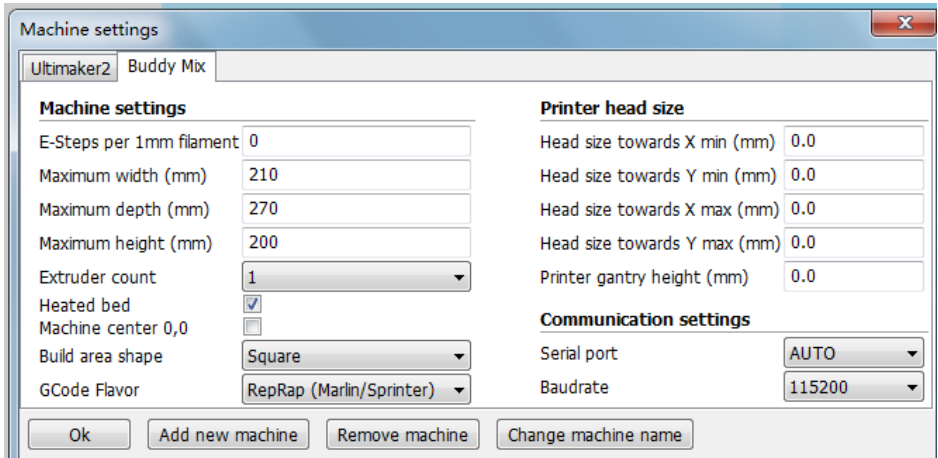 Machine settings
Ultimaker2 Buddy Mix
Machine settings
E-Steps per 1mm filament 0
Maximum width (mm) 210
Maximum depth (mm) 270
Maximum height (mm) 200
Extruder count 1
Heated bed
Machine center 0,0
Build area shape Square
GCode Flavor RepRap (Marlin/Sprinter)
Printer head size
Head size towards X min (mm) 0.0
Head size towards Y min (mm) 0.0
Head size towards X max (mm) 0.0
Head size towards Y max (mm) 0.0
Printer gantry height (mm) 0.0
Communication settings
Serial port AUTO
Baudrate 115200
Ok Add new machine Remove machine Change machine name